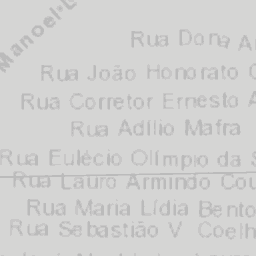 Manoel
Rua Dona
Rua João Honorato
Rua Corretor Ernesto
Rua Adílio Mafra
Rua Eulécio Olímpio da
Rua Lauro Armindo
Rua Maria Lídia Bento
Rua Sebastião V Coelh